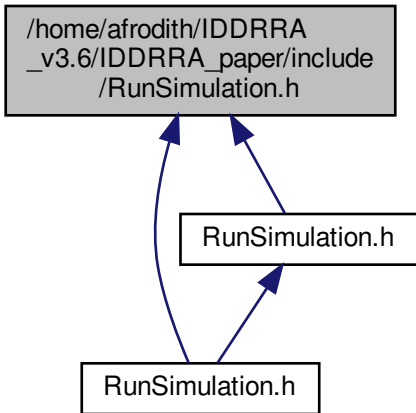 /home/afrodith/IDDRRA
_v3.6/IDDRRA_paper/include
/RunSimulation.h
RunSimulation.h
RunSimulation.h